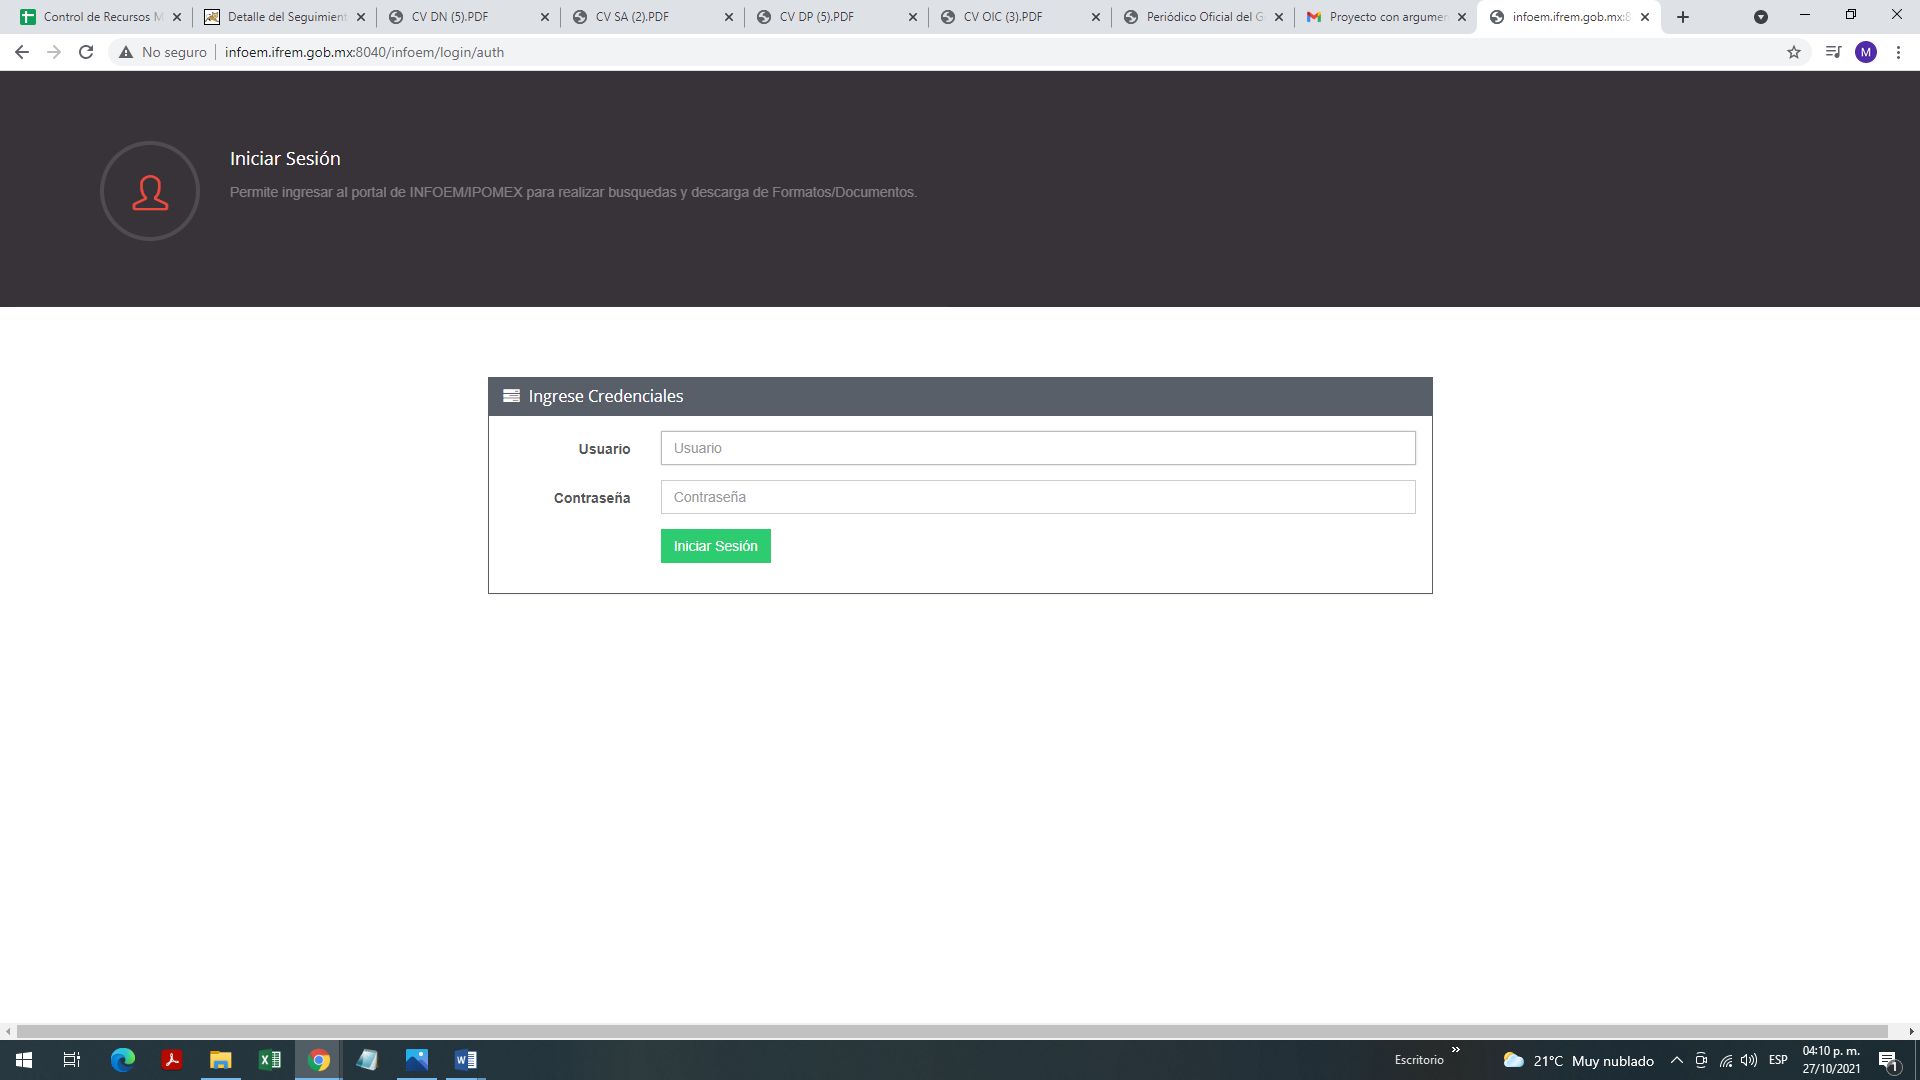 Control de Recursos M
Detalle del Seguimient
CV DN (5).PDF
CV SA (2).PDF
CV DP (5).PDF
CV OIC (3).PDF
Periódico Oficial del G
Proyecto con argumen
infoem.ifrem.gob.mx:8
No seguro
infoem.ifrem.gob.mx:8040/infoem/login/auth
M
Iniciar Sesión
Permite ingresar al portal de INFOEM/IPOMEX para realizar busquedas y descarga de Formatos/Documentos.
Ingrese Credenciales
Usuario
Usuario
Contraseña
Contraseña
Iniciar Sesión
Escritorio
21°C Muy nublado
ESP
04:10 p. m.
27/10/2021
1